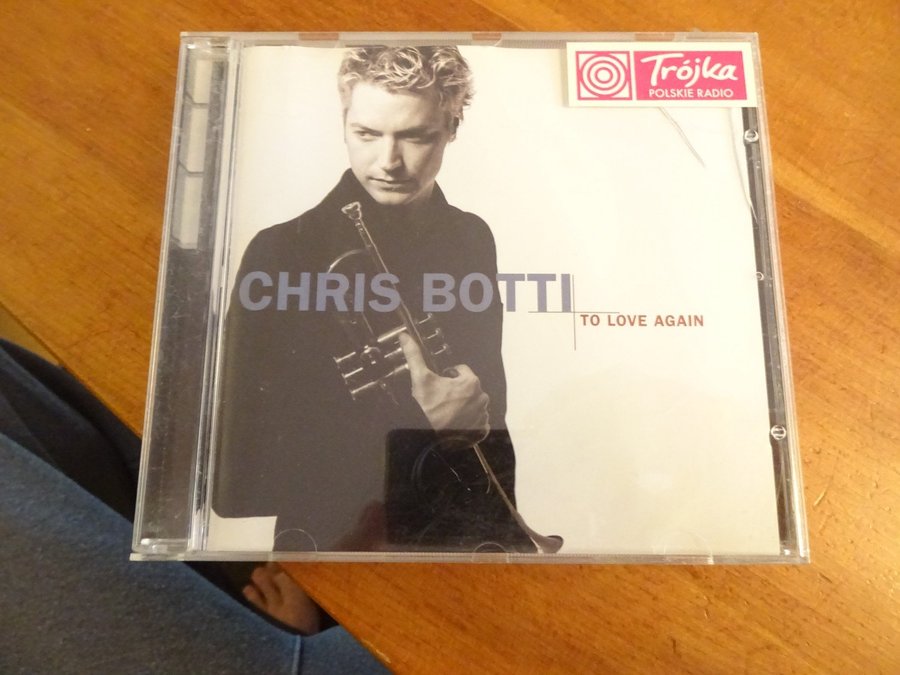 Trójka
POLSKIE RADIO
CHRIS BOTTI
TO LOVE AGAIN